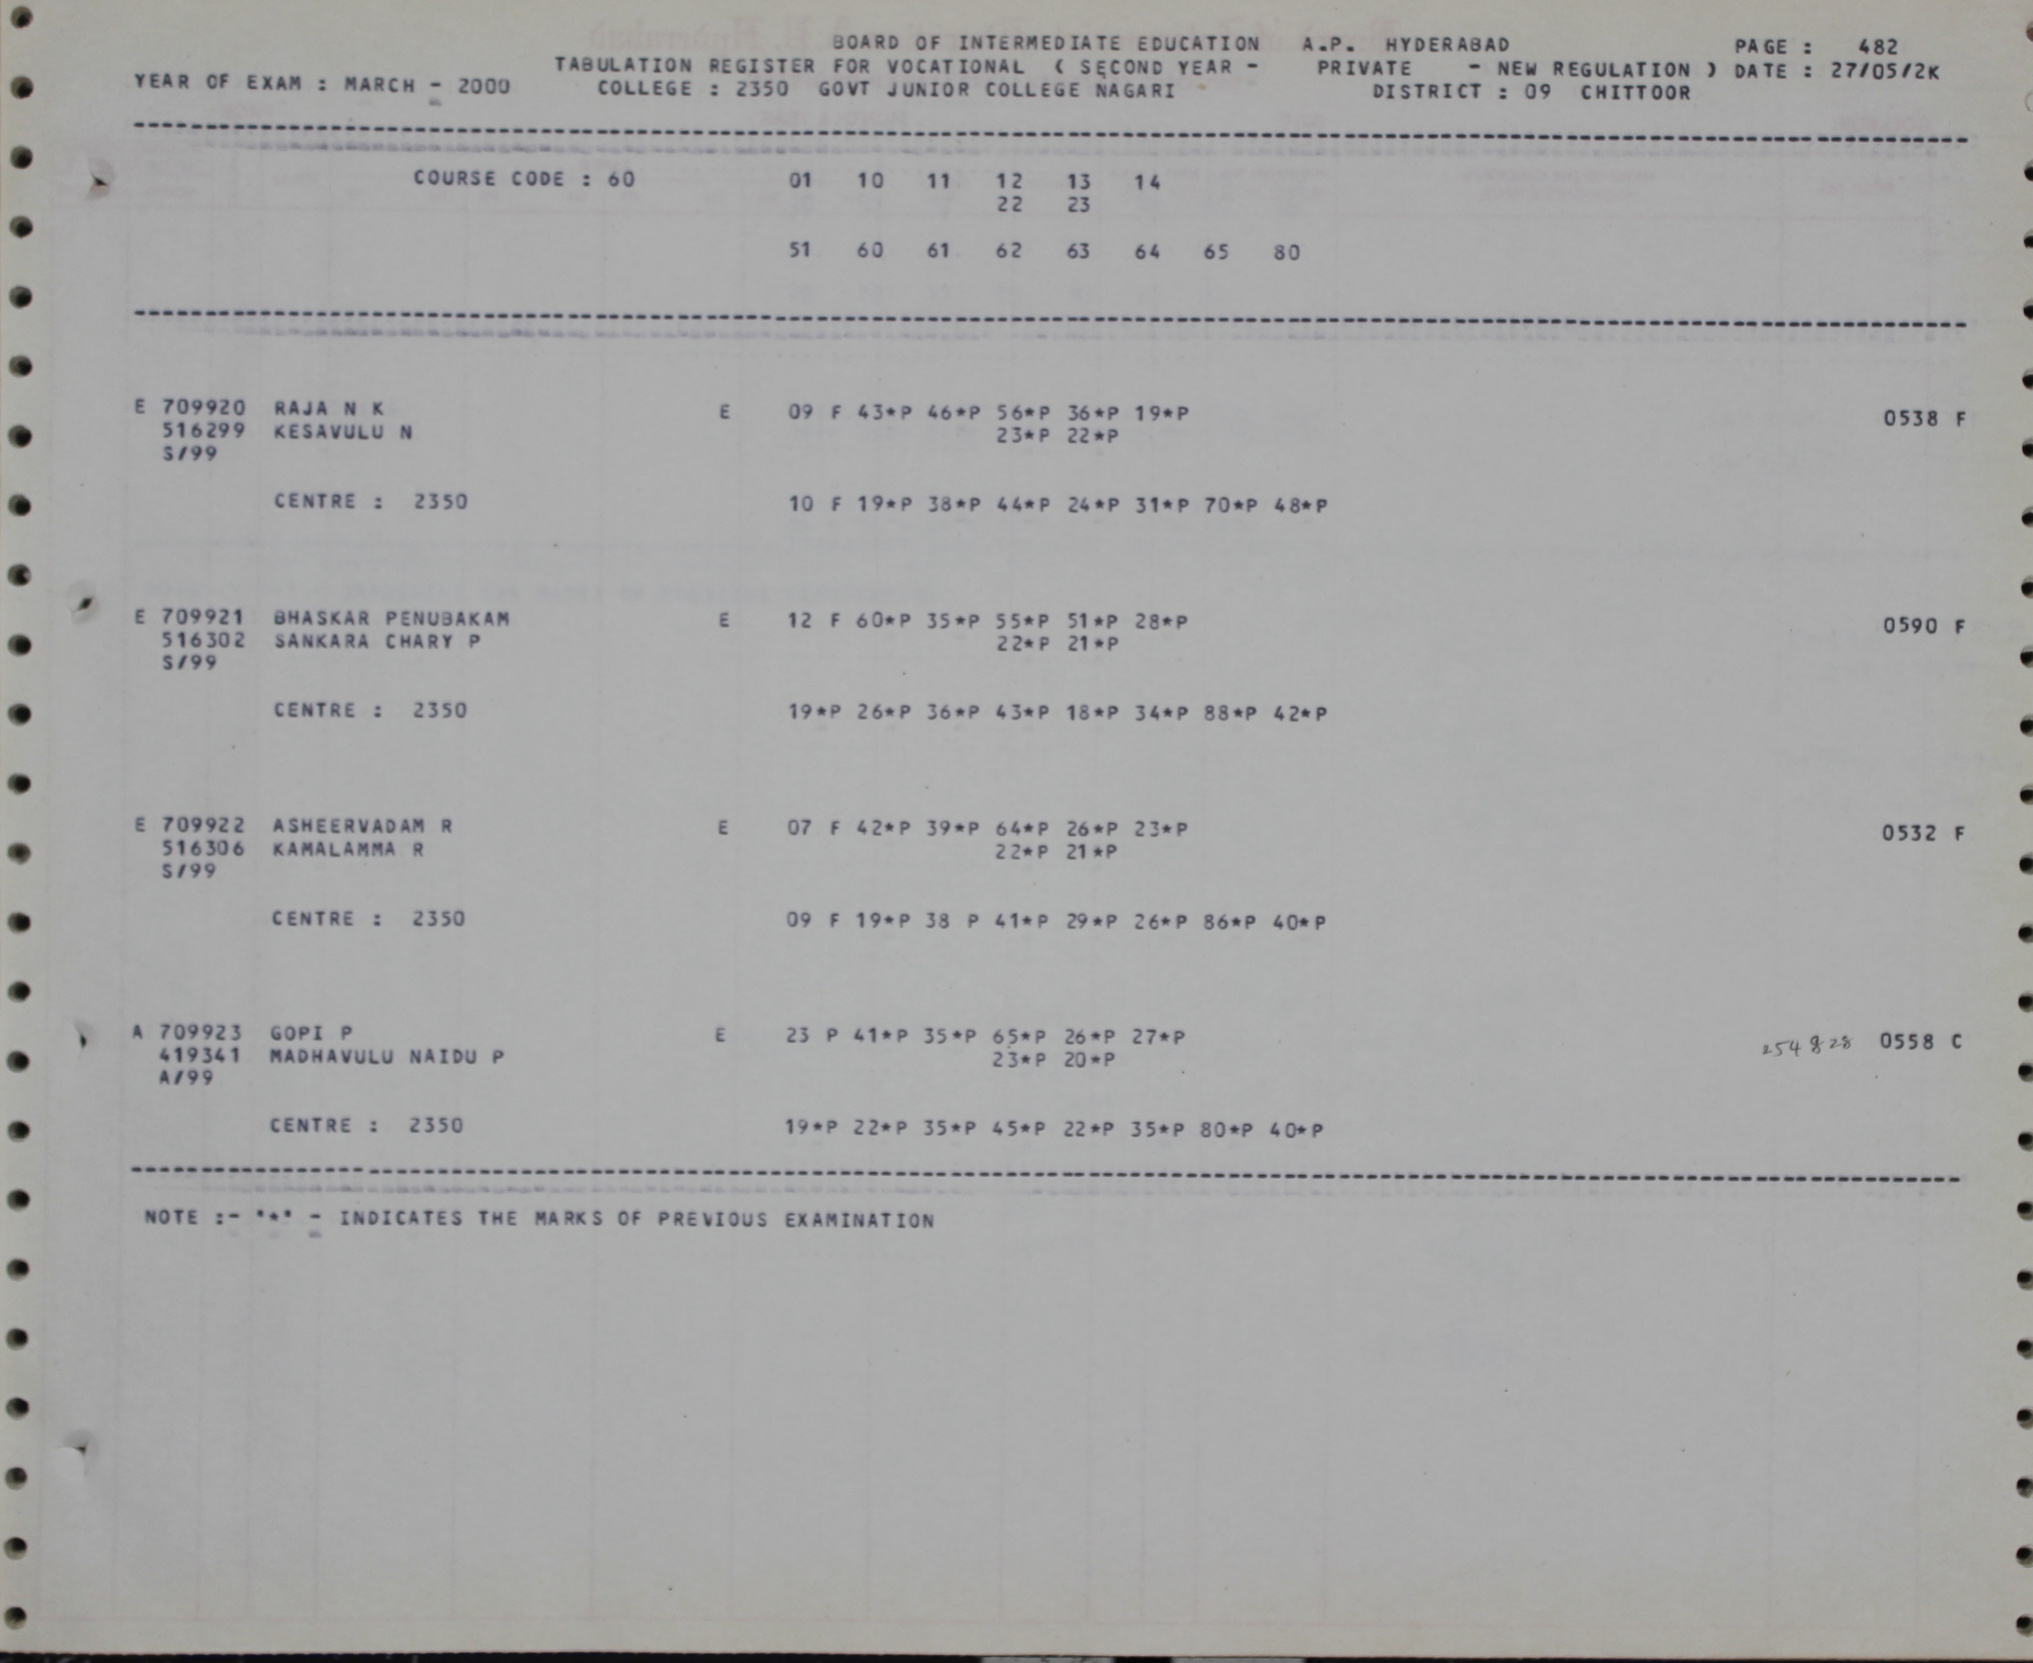 BOARD OF INTERMEDIATE EDUCATION A.P. HYDERABAD PAGE : 482
TABULATION REGISTER FOR VOCATIONAL ( SECOND YEAR - PRIVATE - NEW REGULATION ) DATE : 27/05/2K
YEAR OF EXAM : MARCH - 2000 COLLEGE : 2350 GOVT JUNIOR COLLEGE NAGARI DISTRICT : 09 CHITTOOR
COURSE CODE : 60 01 10 11 12 13 14
22 23
51 60 61 62 63 64 65 80
E 709920 RAJA N K E 09 F 43*P 46*P 56*P 36*P 19*P 0538 F
516299 KESAVULU N 23*P 22*P
S/99
CENTRE : 2350 10 F 19*P 38*P 44*P 24*P 31*P 70*P 48*P
E 709921 BHASKAR PENUBAKAM E 12 F 60*P 35*P 55*P 51*P 28*P 0590 F
516302 SANKARA CHARY P 22*P 21*P
S/99
CENTRE : 2350 19*P 26*P 36*P 43*P 18*P 34*P 88*P 42*P
E 709922 ASHEERVADAM R E 07 F 42*P 39*P 64*P 26*P 23*P 0532 F
516306 KAMALAMMA R 22*P 21*P
S/99
CENTRE : 2350 09 F 19*P 38 P 41*P 29*P 26*P 86*P 40*P
A 709923 GOPI P E 23 P 41*P 35*P 65*P 26*P 27*P 254828 0558 C
419341 MADHAVULU NAIDU P 23*P 20*P
A/99
CENTRE : 2350 19*P 22*P 35*P 45*P 22*P 35*P 80*P 40*P
NOTE :- '*' - INDICATES THE MARKS OF PREVIOUS EXAMINATION